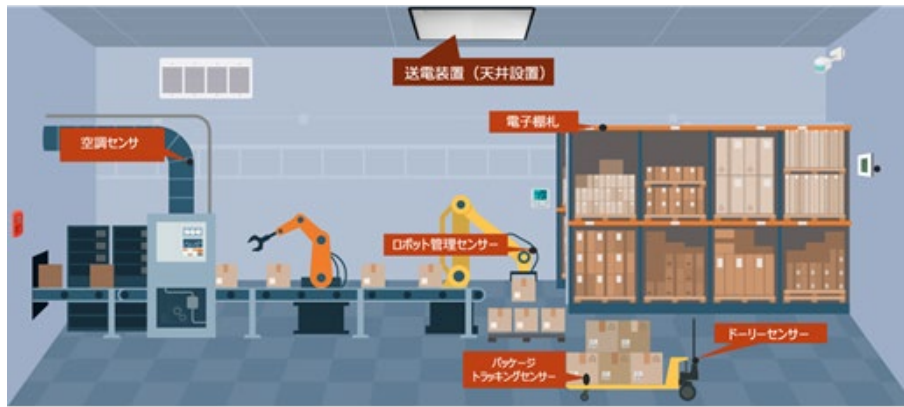 送電装置（天井設置）
電子棚札
空調センサ
ロボット管理センサー
ドーリーセンサー
パッケージ
トラッキングセンサー